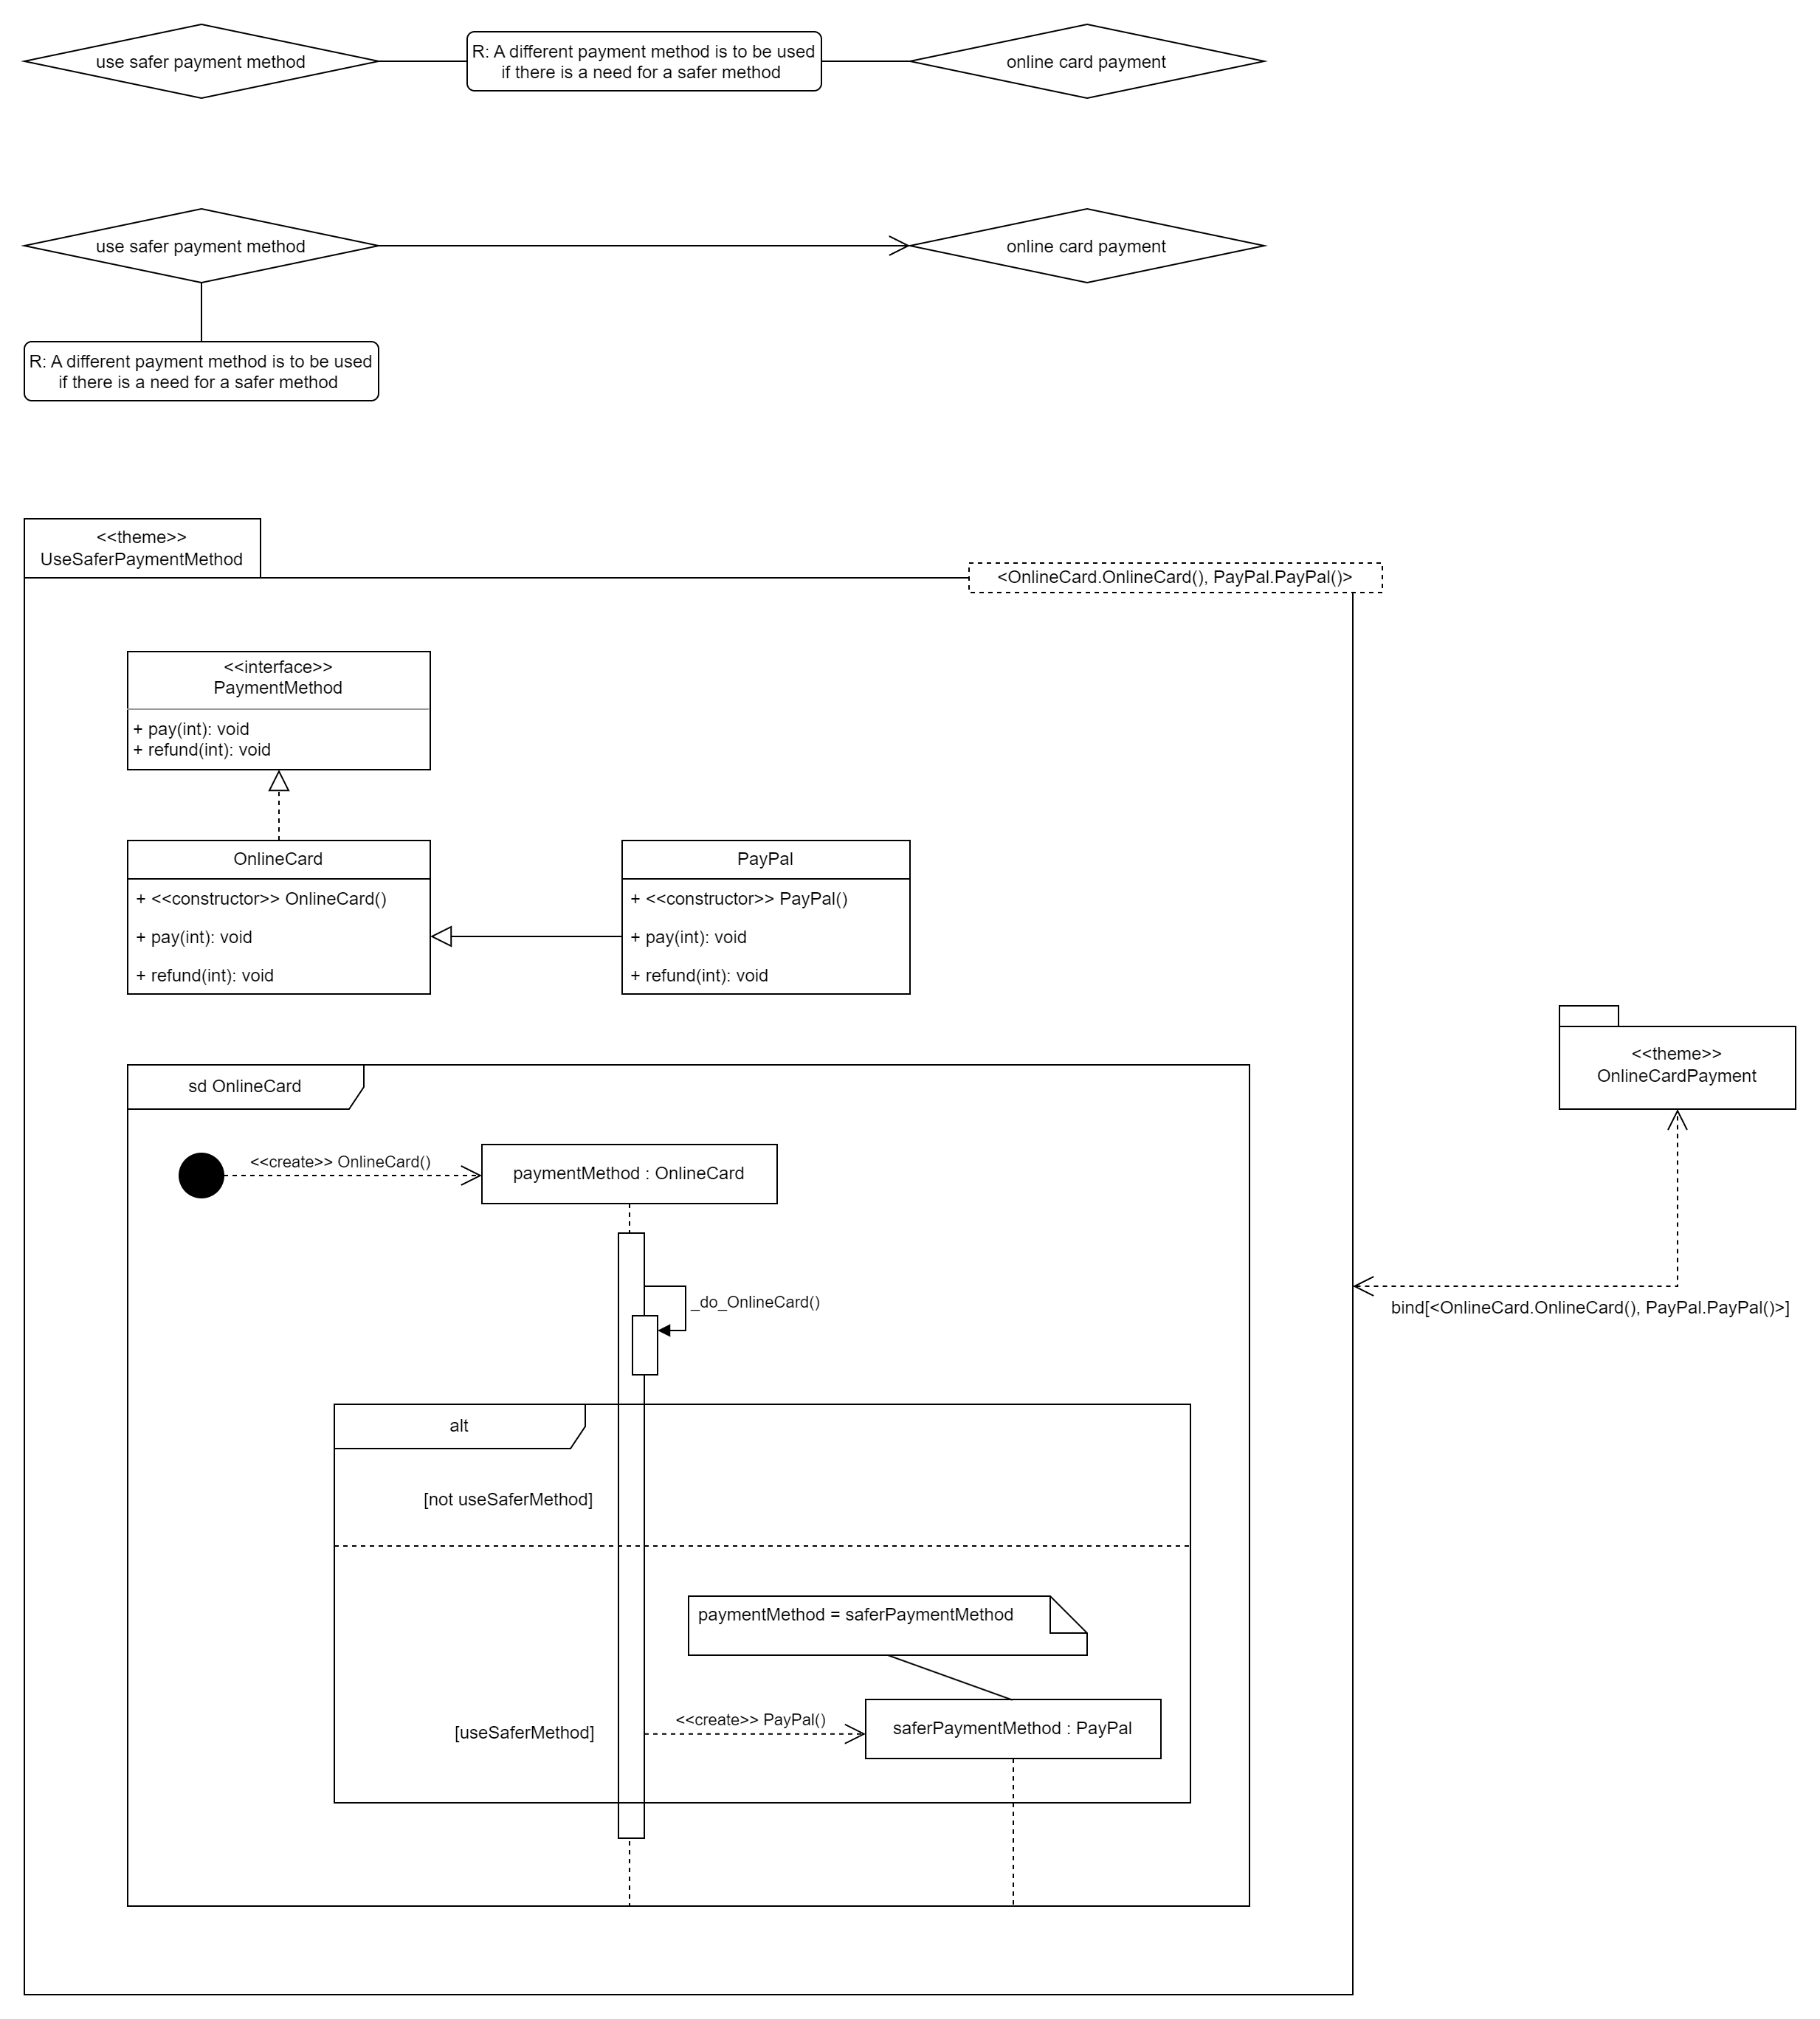 use safer payment method
R: A different payment method is to be used
if there is a need for a safer method
online card payment
use safer payment method
online card payment
R: A different payment method is to be used
if there is a need for a safer method
<<theme>>
UseSaferPaymentMethod
<OnlineCard.OnlineCard(), PayPal.PayPal()>
<<interface>>
PaymentMethod
+ pay(int): void
+ refund(int): void
OnlineCard
+ <<constructor>> OnlineCard()
+ pay(int): void
+ refund(int): void
PayPal
+ <<constructor>> PayPal()
+ pay(int): void
+ refund(int): void
<<theme>>
OnlineCardPayment
bind[<OnlineCard.OnlineCard(), PayPal.PayPal()>]
sd OnlineCard
<<create>> OnlineCard()
paymentMethod : OnlineCard
_do_OnlineCard()
alt
[not useSaferMethod]
paymentMethod = saferPaymentMethod
[useSaferMethod]
<<create>> PayPal()
saferPaymentMethod : PayPal